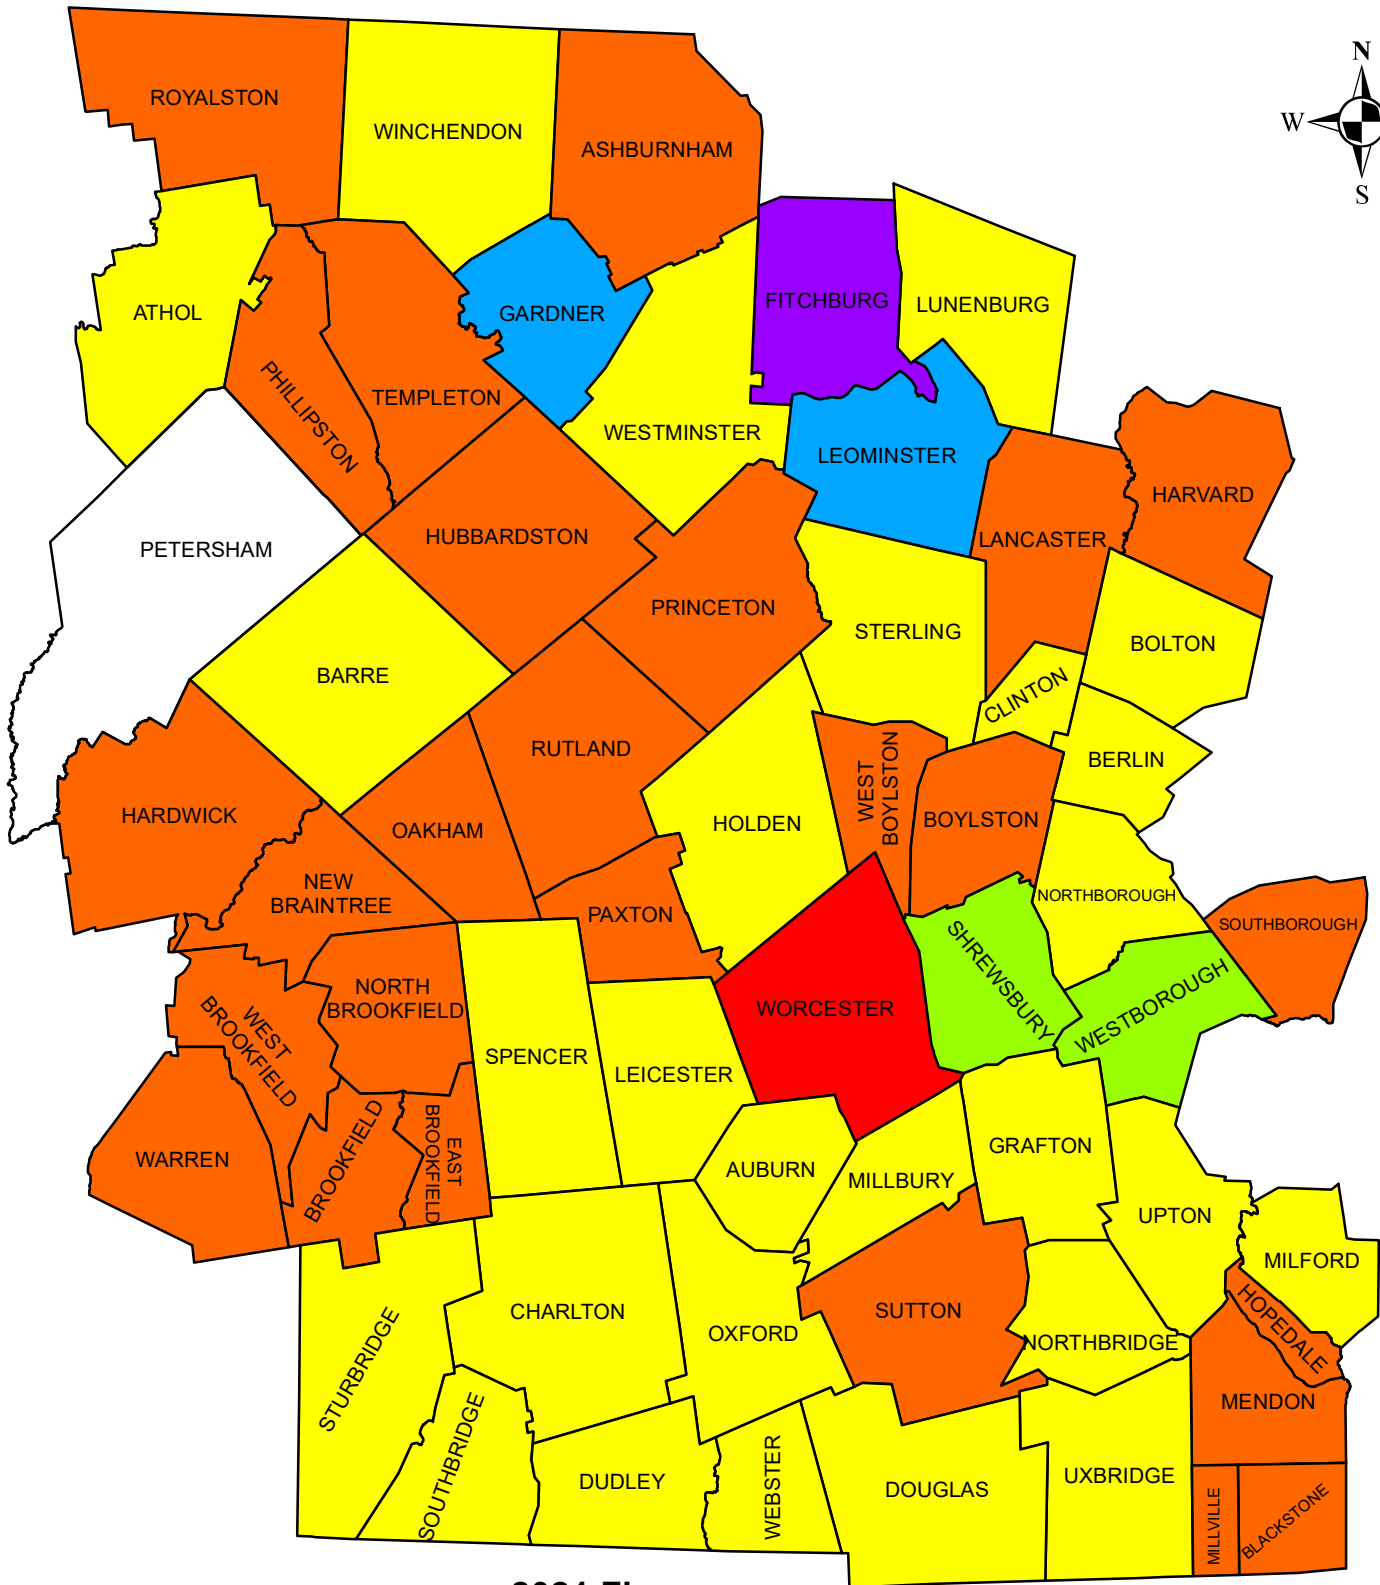 N
ROYALSTON
WINCHENDON
ASHBURNHAM
W
S
FITCHBURG
LUNENBURG
ATHOL
GARDNER
PHILLIPSTON
TEMPLETON
WESTMINSTER
LEOMINSTER
HARVARD
PETERSHAM
HUBBARDSTON
LANCASTER
PRINCETON
STERLING
BOLTON
BARRE
CLINTON
RUTLAND
BERLIN
WEST
BOYLSTON
HARDWICK
OAKHAM
HOLDEN
BOYLSTON
NEW
BRAINTREE
PAXTON
NORTHBOROUGH
SOUTHBOROUGH
NORTH
BROOKFIELD
WEST
BROOKFIELD
WORCESTER
SHREWSBURY
WESTBOROUGH
SPENCER
LEICESTER
WARREN
BROOKFIELD
EAST
BROOKFIELD
AUBURN
MILLBURY
GRAFTON
UPTON
MILFORD
STURBRIDGE
CHARLTON
OXFORD
SUTTON
NORTHBRIDGE
HOPEDALE
MENDON
SOUTHBRIDGE
DUDLEY
WEBSTER
DOUGLAS
UXBRIDGE
MILLVILLE
BLACKSTONE